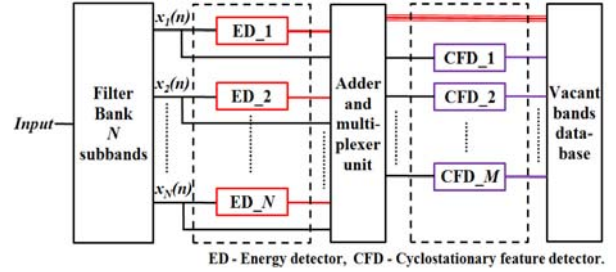 Input
Filter
Bank
N
subbands
x1(n)
x2(n)
xN(n)
ED_1
ED_2
ED_N
Adder
and
multi-
plexer
unit
CFD_1
CFD_2
CFD_M
Vacant
bands
data-
base
ED - Energy detector, CFD - Cyclostationary feature detector.